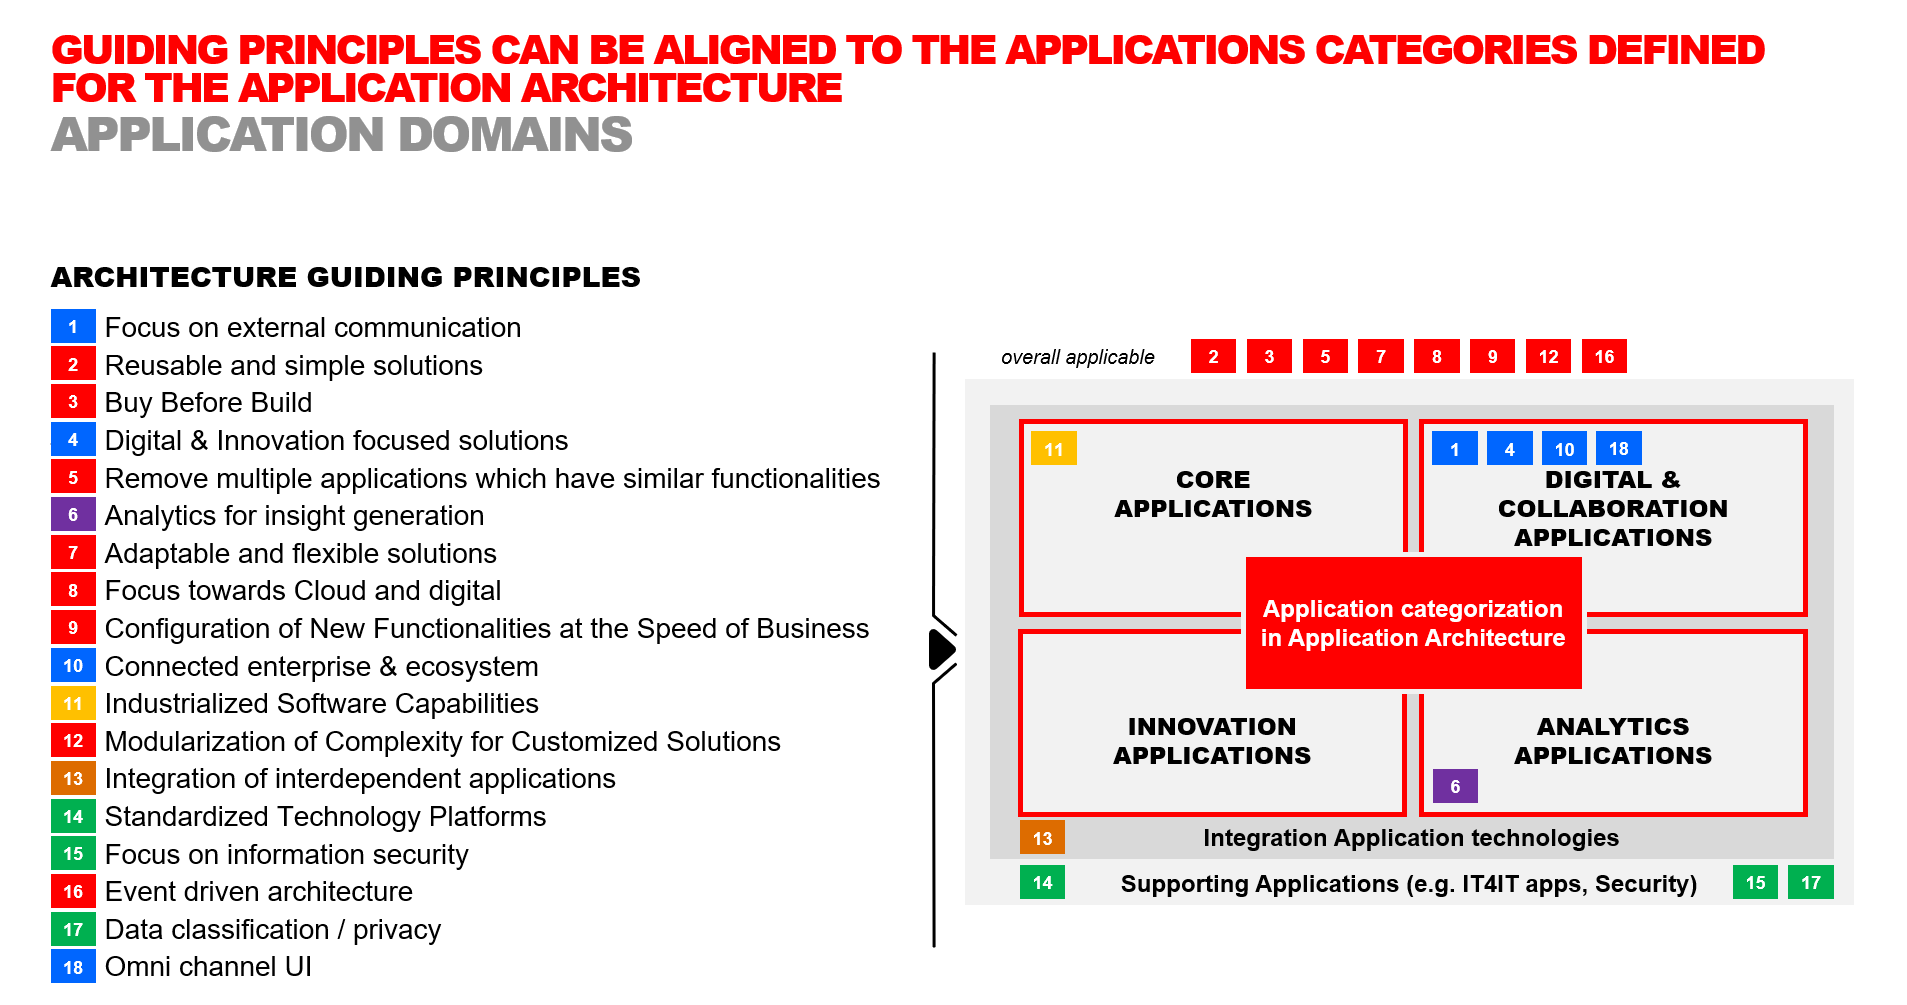 GUIDING PRINCIPLES CAN BE ALIGNED TO THE APPLICATIONS CATEGORIES DEFINED
FOR THE APPLICATION ARCHITECTURE
APPLICATION DOMAINS
ARCHITECTURE GUIDING PRINCIPLES
1 Focus on external communication
2 Reusable and simple solutions
3 Buy Before Build
4 Digital & Innovation focused solutions
5 Remove multiple applications which have similar functionalities
6 Analytics for insight generation
7 Adaptable and flexible solutions
8 Focus towards Cloud and digital
9 Configuration of New Functionalities at the Speed of Business
10 Connected enterprise & ecosystem
11 Industrialized Software Capabilities
12 Modularization of Complexity for Customized Solutions
13 Integration of interdependent applications
14 Standardized Technology Platforms
15 Focus on information security
16 Event driven architecture
17 Data classification / privacy
18 Omni channel UI
overall applicable 2 3 5 7 8 9 12 16
11
CORE
APPLICATIONS
1 4 10 18
DIGITAL &
COLLABORATION
APPLICATIONS
Application categorization
in Application Architecture
INNOVATION
APPLICATIONS
ANALYTICS
APPLICATIONS
6
13 Integration Application technologies
14 Supporting Applications (e.g. IT4IT apps, Security) 15 17